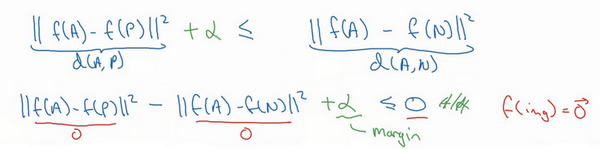 ||f(A) - f(P)||² + α ≤ ||f(A) - f(N)||²
d(A,P) d(A,N)
||f(A) - f(P)||² - ||f(A) - f(N)||² + α ≤ 0 f(img) = 0⃗
0 0 margin